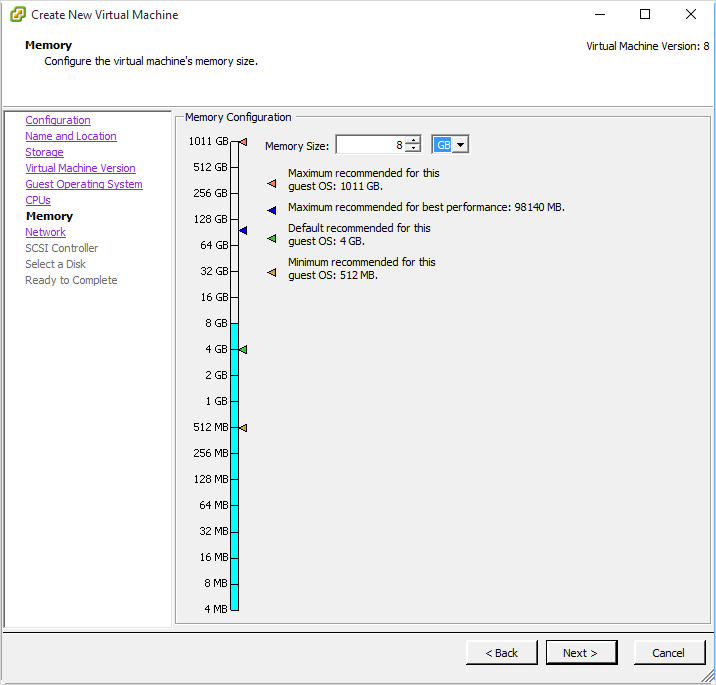 Create New Virtual Machine
Memory
Configure the virtual machine's memory size.
Virtual Machine Version: 8
Configuration
Name and Location
Storage
Virtual Machine Version
Guest Operating System
CPUs
Memory
Network
SCSI Controller
Select a Disk
Ready to Complete
Memory Configuration
1011 GB
512 GB
256 GB
128 GB
64 GB
32 GB
16 GB
8 GB
4 GB
2 GB
1 GB
512 MB
256 MB
128 MB
64 MB
32 MB
16 MB
8 MB
4 MB
Memory Size: 8 GB
Maximum recommended for this
guest OS: 1011 GB.
Maximum recommended for best performance: 98140 MB.
Default recommended for this
guest OS: 4 GB.
Minimum recommended for this
guest OS: 512 MB.
< Back
Next >
Cancel